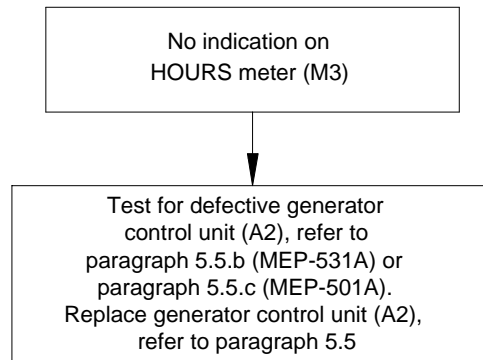 No indication on
HOURS meter (M3)
Test for defective generator
control unit (A2), refer to
paragraph 5.5.b (MEP-531A) or
paragraph 5.5.c (MEP-501A).
Replace generator control unit (A2),
refer to paragraph 5.5